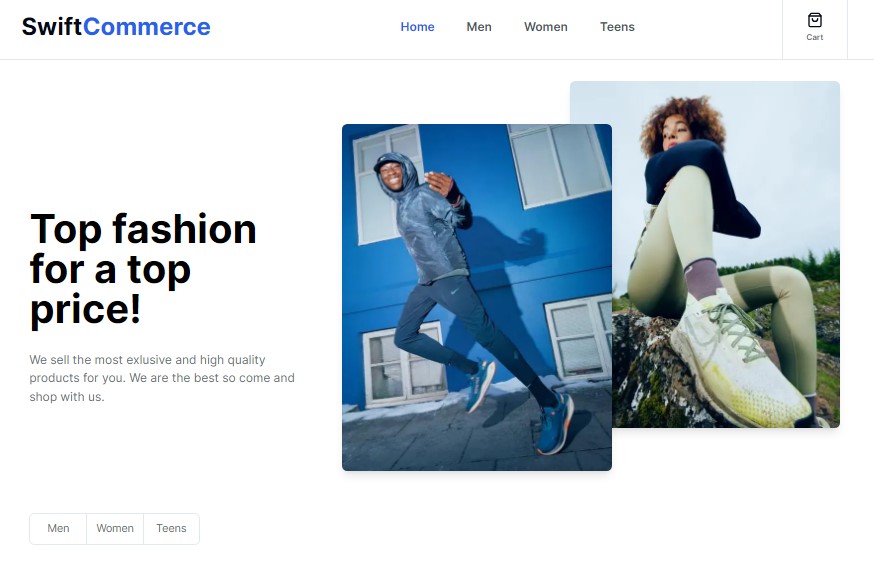 SwiftCommerce
Home Men Women Teens
Cart
Top fashion
for a top
price!
We sell the most exlusive and high quality
products for you. We are the best so come and
shop with us.
Men Women Teens